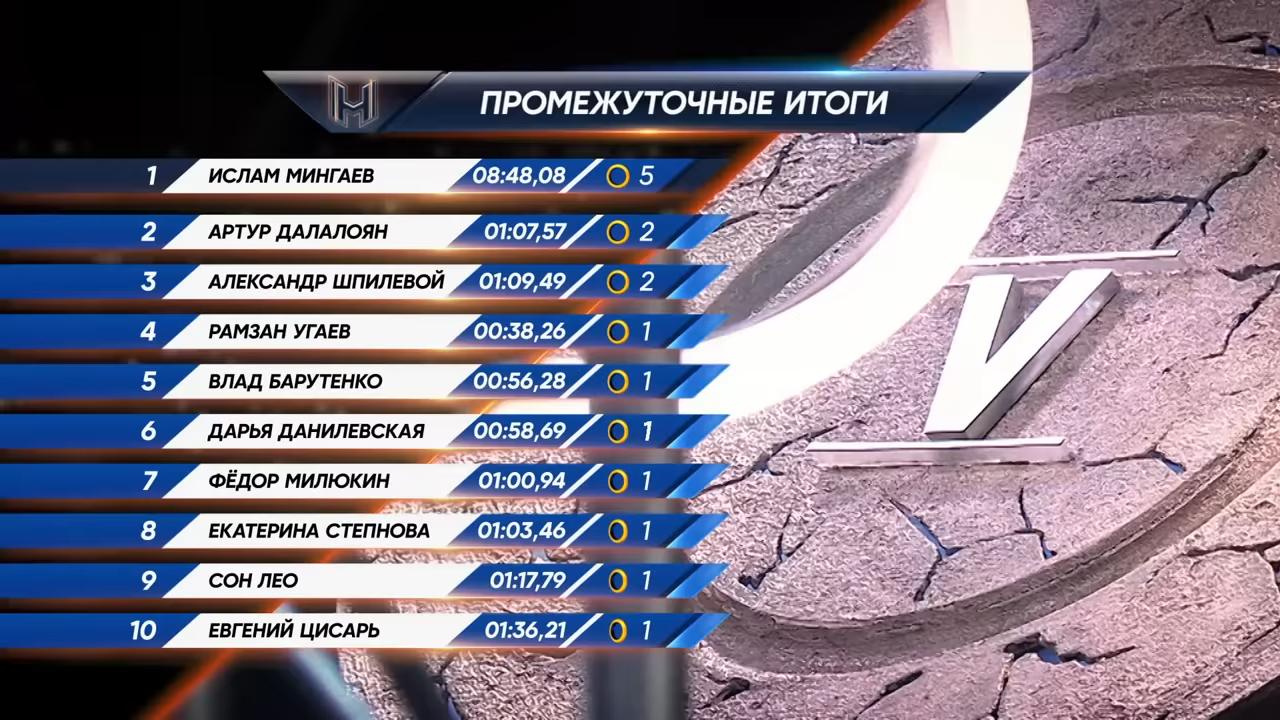 ПРОМЕЖУТОЧНЫЕ ИТОГИ
1 ИСЛАМ МИНГАЕВ 08:48,08 5
2 АРТУР ДАЛАЛОЯН 01:07,57 2
3 АЛЕКСАНДР ШПИЛЕВОЙ 01:09,49 2
4 РАМЗАН УГАЕВ 00:38,26 1
5 ВЛАД БАРУТЕНКО 00:56,28 1
6 ДАРЬЯ ДАНИЛЕВСКАЯ 00:58,69 1
7 ФЁДОР МИЛЮКИН 01:00,94 1
8 ЕКАТЕРИНА СТЕПНОВА 01:03,46 1
9 СОН ЛЕО 01:17,79 1
10 ЕВГЕНИЙ ЦИСАРЬ 01:36,21 1
V